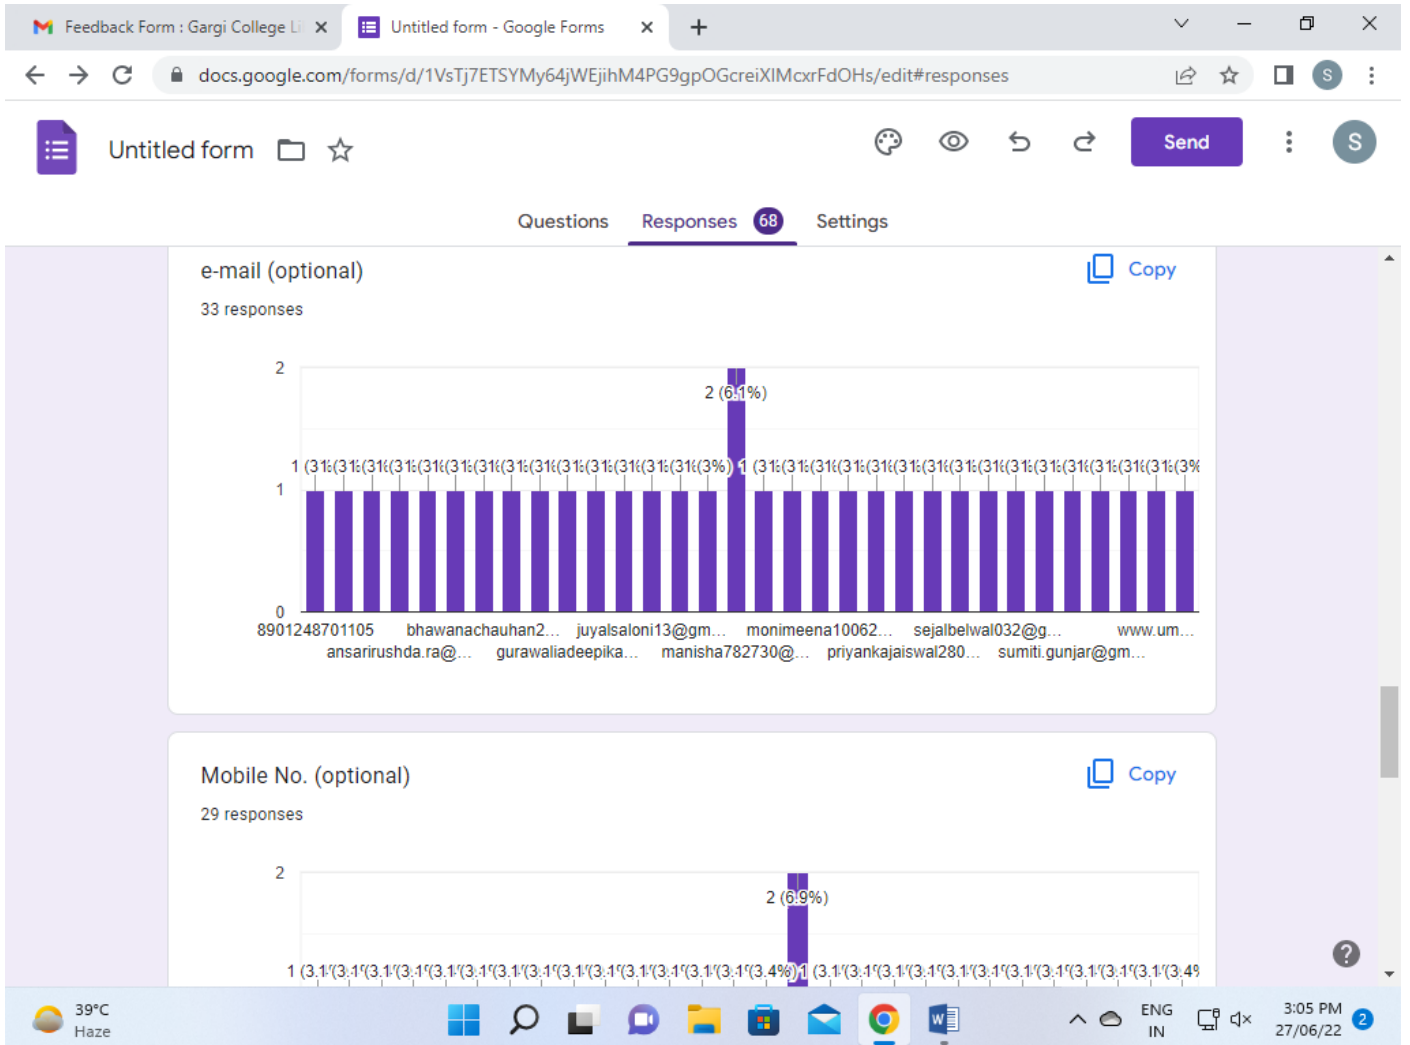 Feedback Form : Gargi College Li
Untitled form - Google Forms
docs.google.com/forms/d/1VsTj7ETSYMy64jWEjihM4PG9gpOGcreiXlMcxrFdOHs/edit#responses
S
Untitled form
Send
S
Questions Responses 68 Settings
e-mail (optional)
Copy
33 responses
2
2 (6.1%)
1
0
8901248701105 bhawanachauhan2... juyalsaloni13@gm... monimeena10062... sejalbelwal032@g... www.um...
ansarirushda.ra@... gurawaliadeepika... manisha782730@... priyankajaiswal280... sumiti.gunjar@gm...
Mobile No. (optional)
Copy
29 responses
2
2 (6.9%)
39°C
Haze
W
ENG
IN
3:05 PM
27/06/22
2